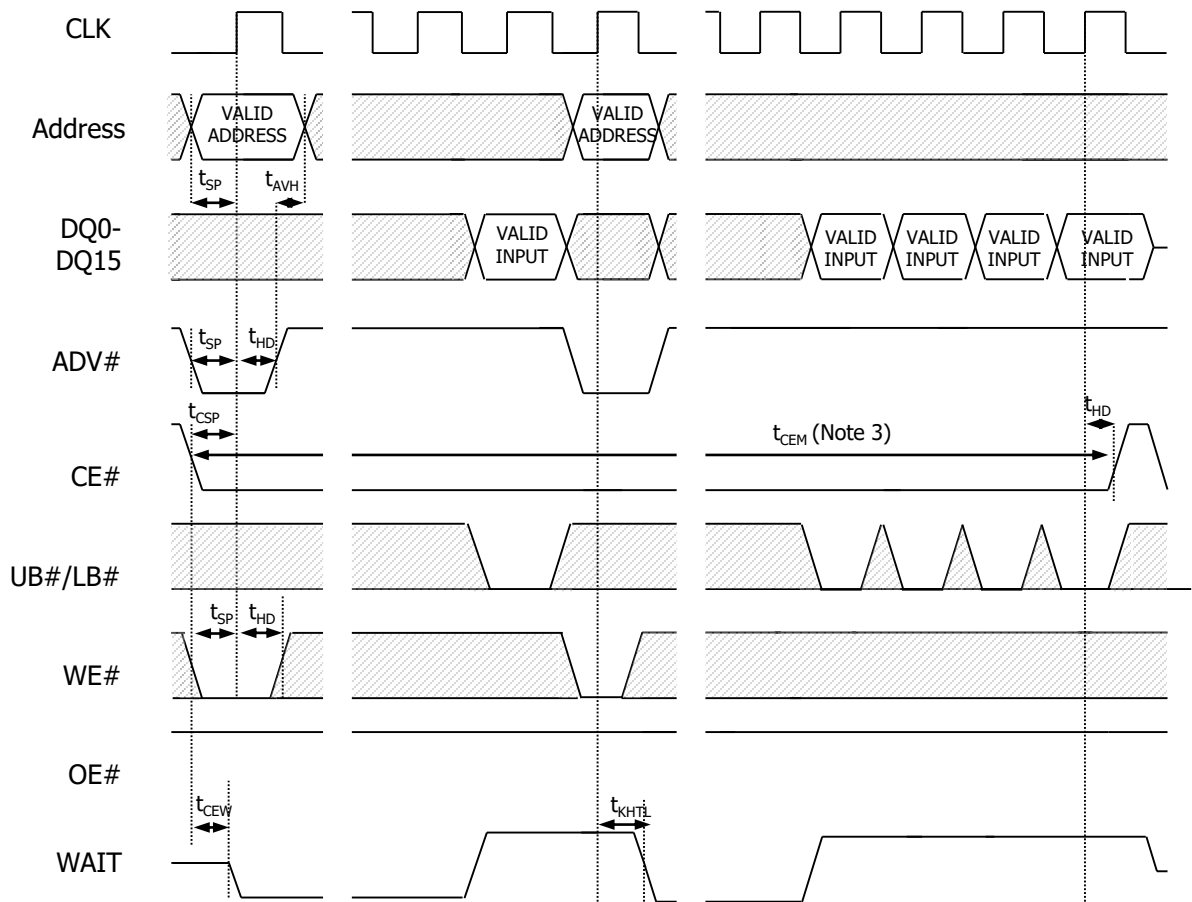 CLK
Address
VALID
ADDRESS
VALID
ADDRESS
tSP
tAVH
DQ0-
DQ15
VALID
INPUT
VALID
INPUT
VALID
INPUT
VALID
INPUT
VALID
INPUT
ADV#
tSP
tHD
CE#
tCSP
tCEM (Note 3)
tHD
UB#/LB#
WE#
tSP
tHD
OE#
WAIT
tCEW
tKHTL